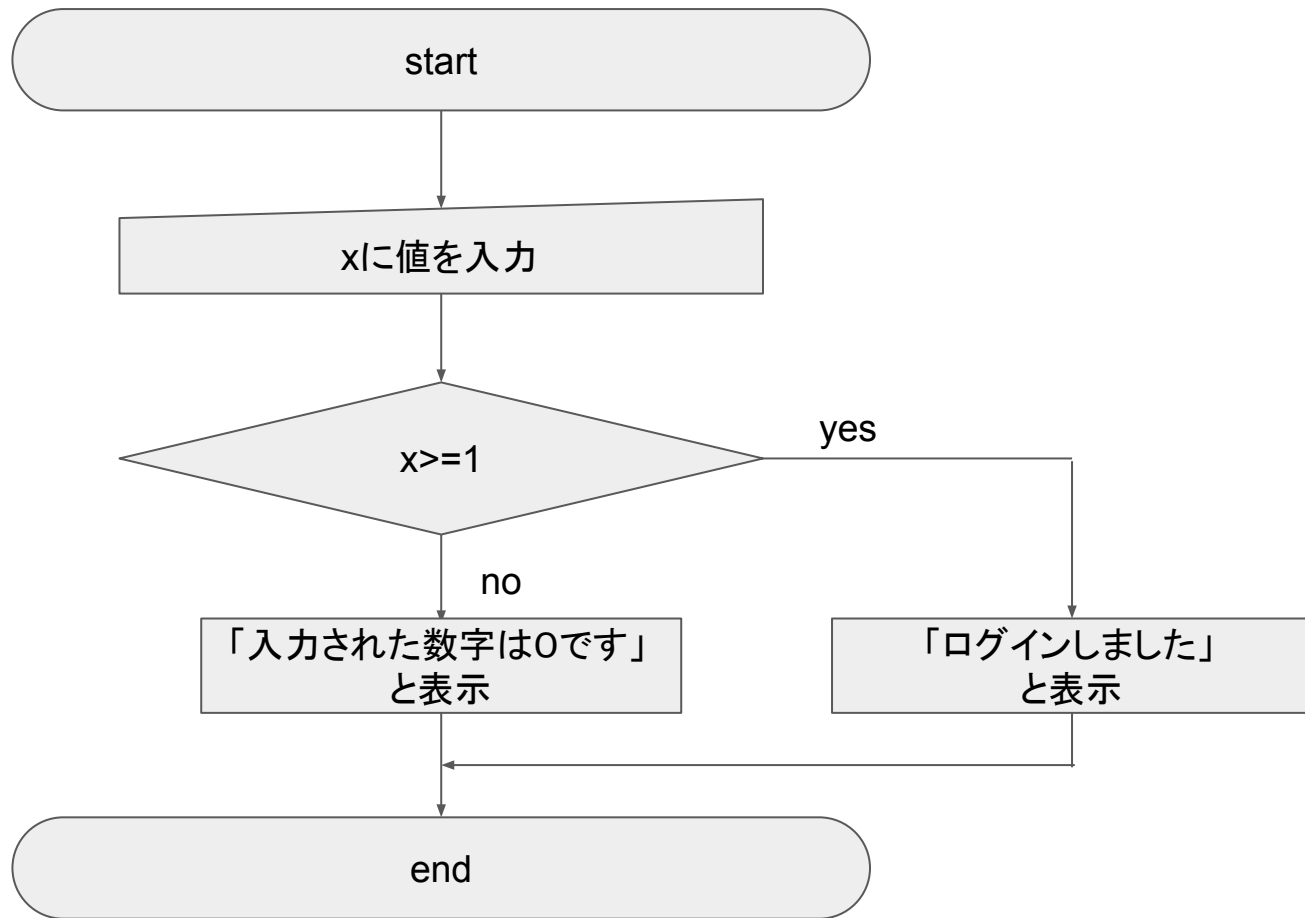 start
xに値を入力
x>=1
yes
no
「入力された数字は0です」
と表示
「ログインしました」
と表示
end